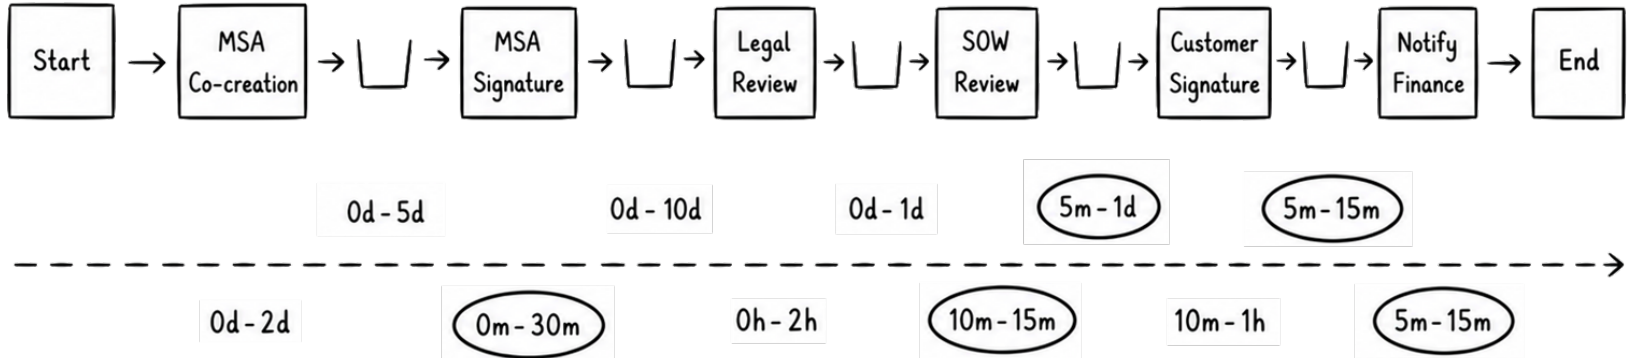 Start
MSA
Co-creation
MSA
Signature
Legal
Review
SOW
Review
Customer
Signature
Notify
Finance
End
0d - 5d
0d - 10d
0d - 1d
5m - 1d
5m - 15m
0d - 2d
0m - 30m
0h - 2h
10m - 15m
10m - 1h
5m - 15m